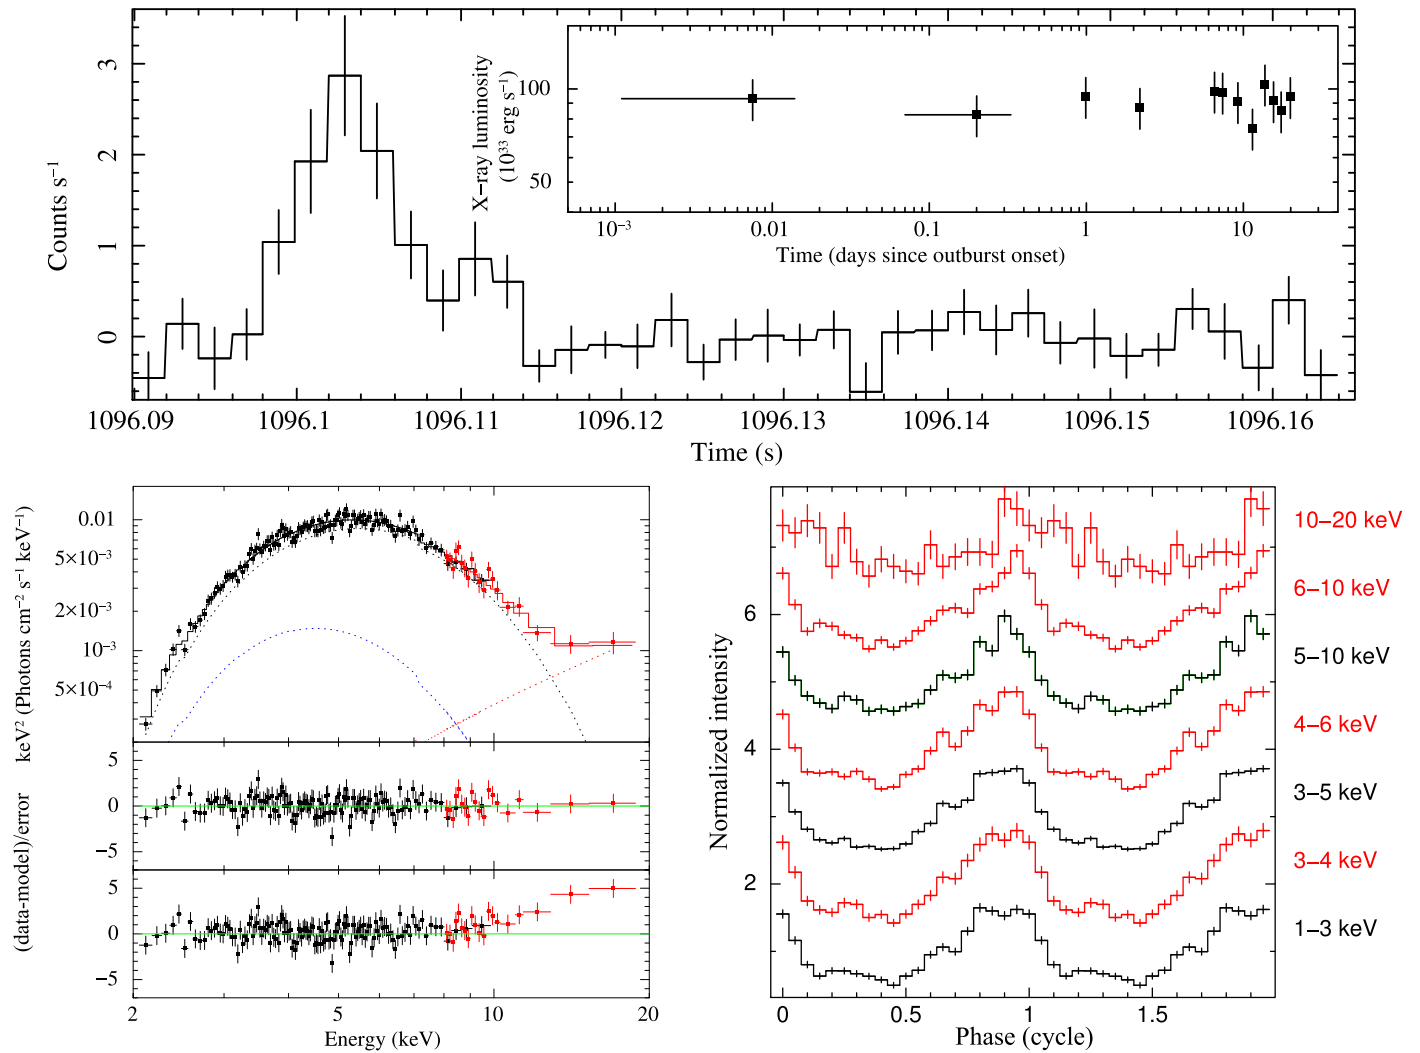 Counts s⁻¹
3
2
1
0
1096.09 1096.1 1096.11 1096.12 1096.13 1096.14 1096.15 1096.16
Time (s)
X−ray luminosity
(10³³ erg s⁻¹)
100
50
10⁻³ 0.01 0.1 1 10
Time (days since outburst onset)
keV² (Photons cm⁻² s⁻¹ keV⁻¹)
0.01
5×10⁻³
2×10⁻³
10⁻³
5×10⁻⁴
(data−model)/error
5
0
−5
5
0
−5
2 5 10 20
Energy (keV)
Normalized intensity
6
4
2
0 0.5 1 1.5
Phase (cycle)
10−20 keV
6−10 keV
5−10 keV
4−6 keV
3−5 keV
3−4 keV
1−3 keV